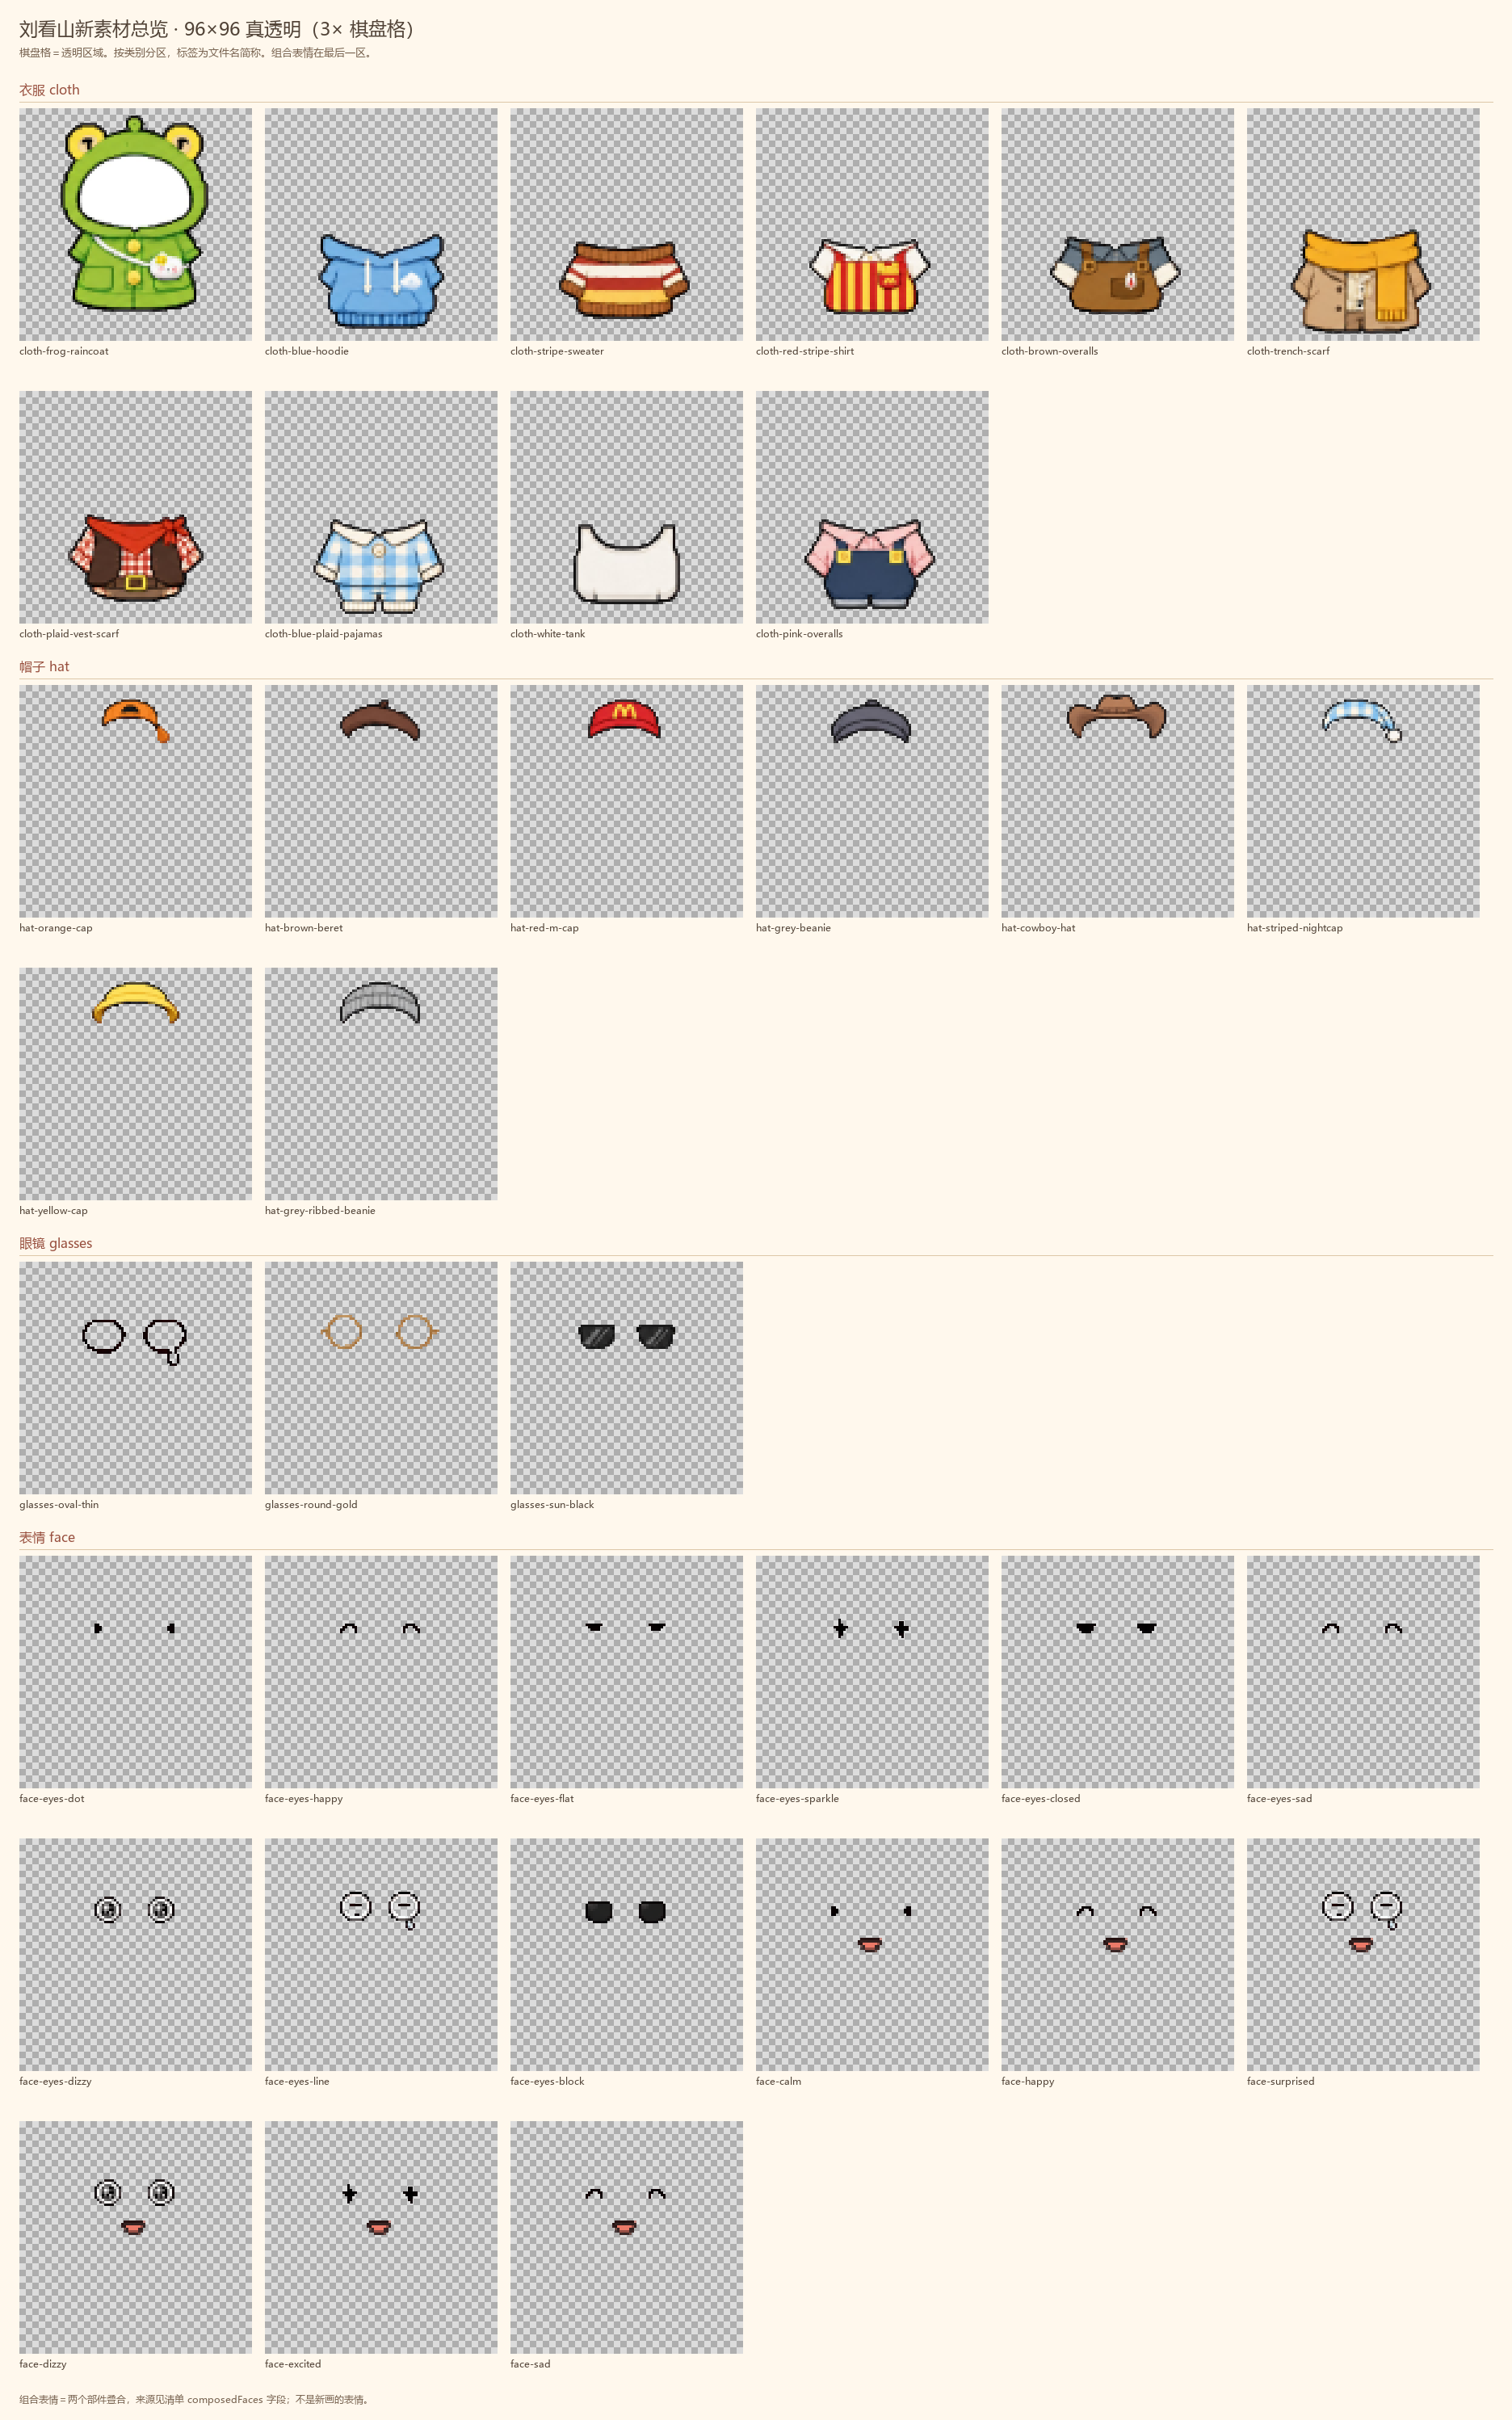 刘看山新素材总览 · 96×96 真透明（3× 棋盘格）
棋盘格=透明区域。按类别分区，标签为文件名简称。组合表情在最后一区。
衣服 cloth
cloth-frog-raincoat cloth-blue-hoodie cloth-stripe-sweater cloth-red-stripe-shirt cloth-brown-overalls cloth-trench-scarf
cloth-plaid-vest-scarf cloth-blue-plaid-pajamas cloth-white-tank cloth-pink-overalls
帽子 hat
hat-orange-cap hat-brown-beret hat-red-m-cap hat-grey-beanie hat-cowboy-hat hat-striped-nightcap
hat-yellow-cap hat-grey-ribbed-beanie
眼镜 glasses
glasses-oval-thin glasses-round-gold glasses-sun-black
表情 face
face-eyes-dot face-eyes-happy face-eyes-flat face-eyes-sparkle face-eyes-closed face-eyes-sad
face-eyes-dizzy face-eyes-line face-eyes-block face-calm face-happy face-surprised
face-dizzy face-excited face-sad
组合表情=两个部件叠合，来源见清单 composedFaces 字段；不是新画的表情。